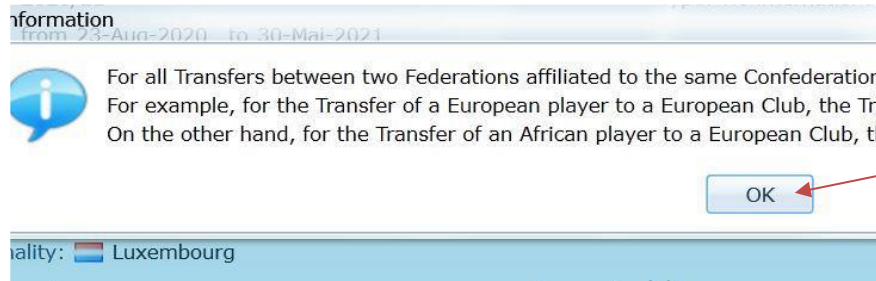 nformation
from 23-Aug-2020 to 30-Mai-2021
For all Transfers between two Federations affiliated to the same Confederation
For example, for the Transfer of a European player to a European Club, the Tr
On the other hand, for the Transfer of an African player to a European Club, t
OK
ality: Luxembourg